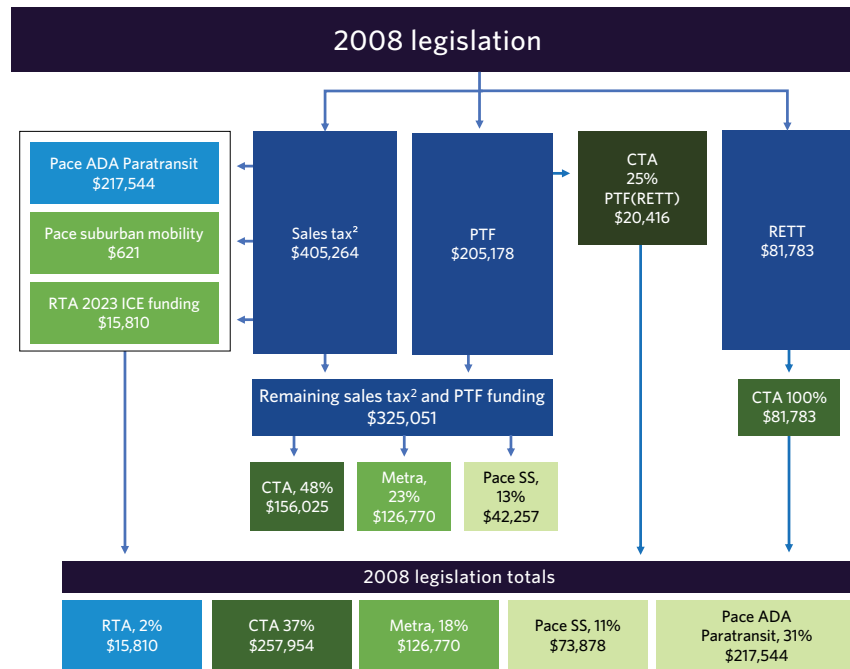 2008 legislation
Pace ADA Paratransit
$217,544
Pace suburban mobility
$621
RTA 2023 ICE funding
$15,810
Sales tax²
$405,264
PTF
$205,178
CTA
25%
PTF(RETT)
$20,416
RETT
$81,783
Remaining sales tax² and PTF funding
$325,051
CTA 100%
$81,783
CTA, 48%
$156,025
Metra,
23%
$126,770
Pace SS,
13%
$42,257
2008 legislation totals
RTA, 2%
$15,810
CTA 37%
$257,954
Metra, 18%
$126,770
Pace SS, 11%
$73,878
Pace ADA
Paratransit, 31%
$217,544